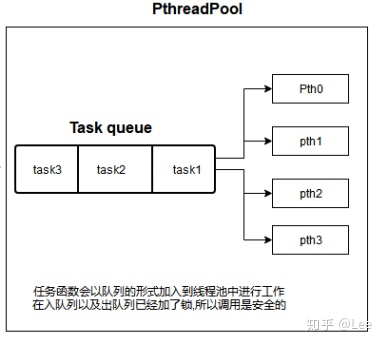 PthreadPool
Task queue
task3 task2 task1
Pth0
pth1
pth2
pth3
任务函数会以队列的形式加入到线程池中进行工作
在入队列以及出队列已经加了锁,所以调用是安全的
知乎 @Lee